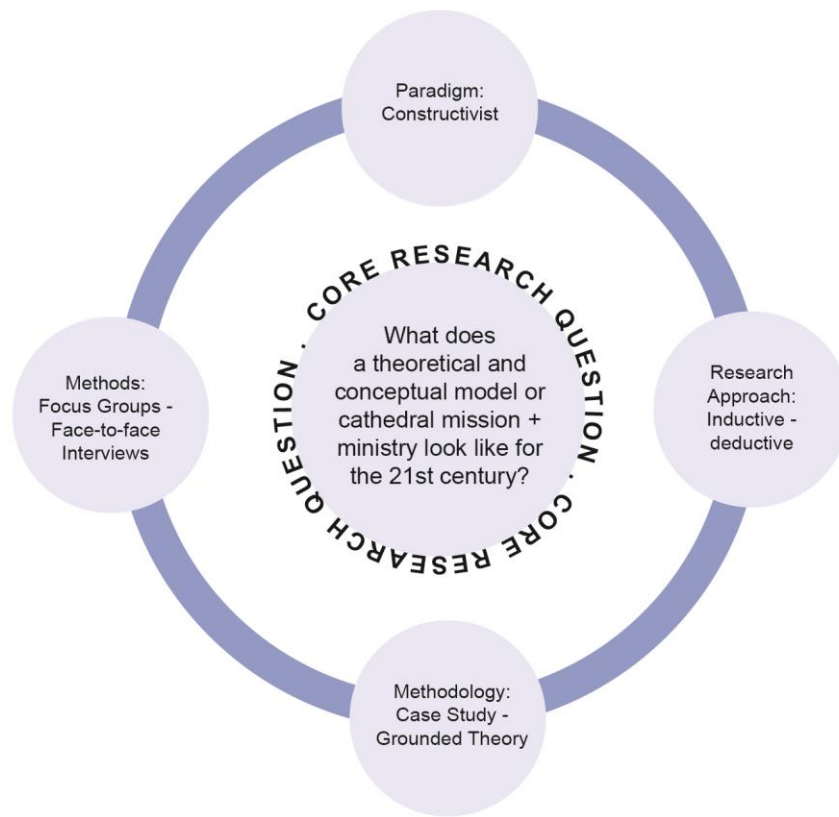 Paradigm:
Constructivist
CORE RESEARCH QUESTION . CORE RESEARCH QUESTION .
What does
a theoretical and
conceptual model or
cathedral mission +
ministry look like for
the 21st century?
Methods:
Focus Groups -
Face-to-face
Interviews
Research
Approach:
Inductive -
deductive
Methodology:
Case Study -
Grounded Theory